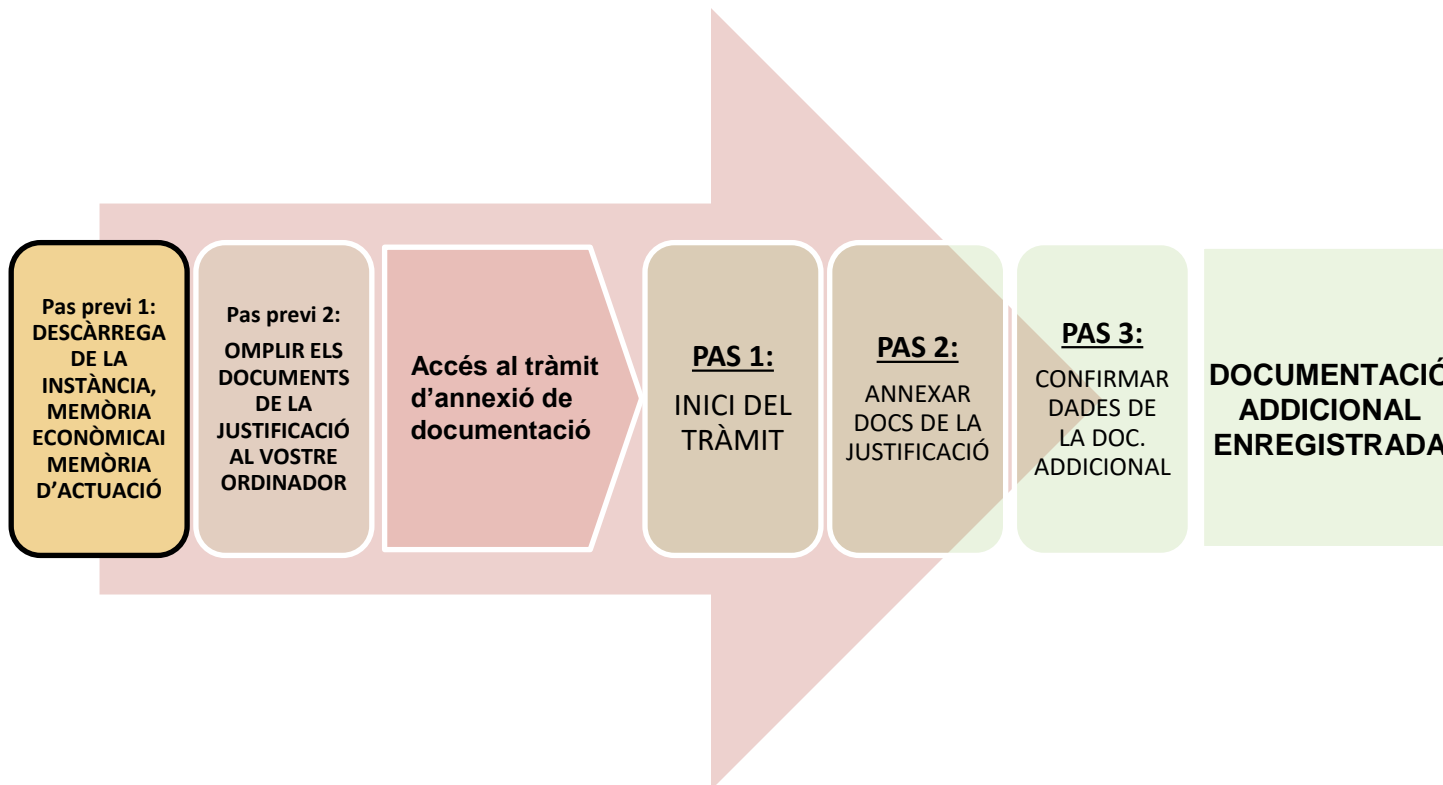 Pas previ 1:
DESCÀRREGA
DE LA
INSTÀNCIA,
MEMÒRIA
ECONÒMICAI
MEMÒRIA
D'ACTUACIÓ
Pas previ 2:
OMPLIR ELS
DOCUMENTS
DE LA
JUSTIFICACIÓ
AL VOSTRE
ORDINADOR
Accés al tràmit
d'annexió de
documentació
PAS 1:
INICI DEL
TRÀMIT
PAS 2:
ANNEXAR
DOCS DE LA
JUSTIFICACIÓ
PAS 3:
CONFIRMAR
DADES DE
LA DOC.
ADDICIONAL
DOCUMENTACIÓ
ADDICIONAL
ENREGISTRADA